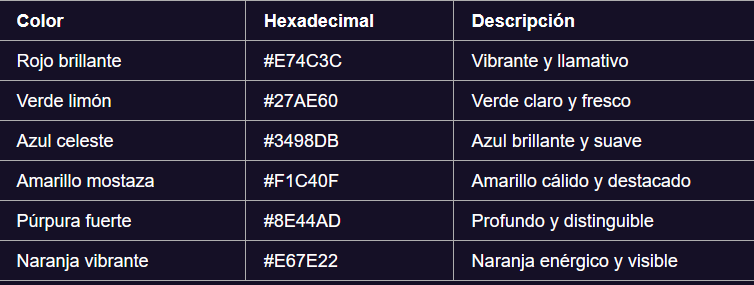 Color Hexadecimal Descripción
Rojo brillante #E74C3C Vibrante y llamativo
Verde limón #27AE60 Verde claro y fresco
Azul celeste #3498DB Azul brillante y suave
Amarillo mostaza #F1C40F Amarillo cálido y destacado
Púrpura fuerte #8E44AD Profundo y distinguible
Naranja vibrante #E67E22 Naranja enérgico y visible